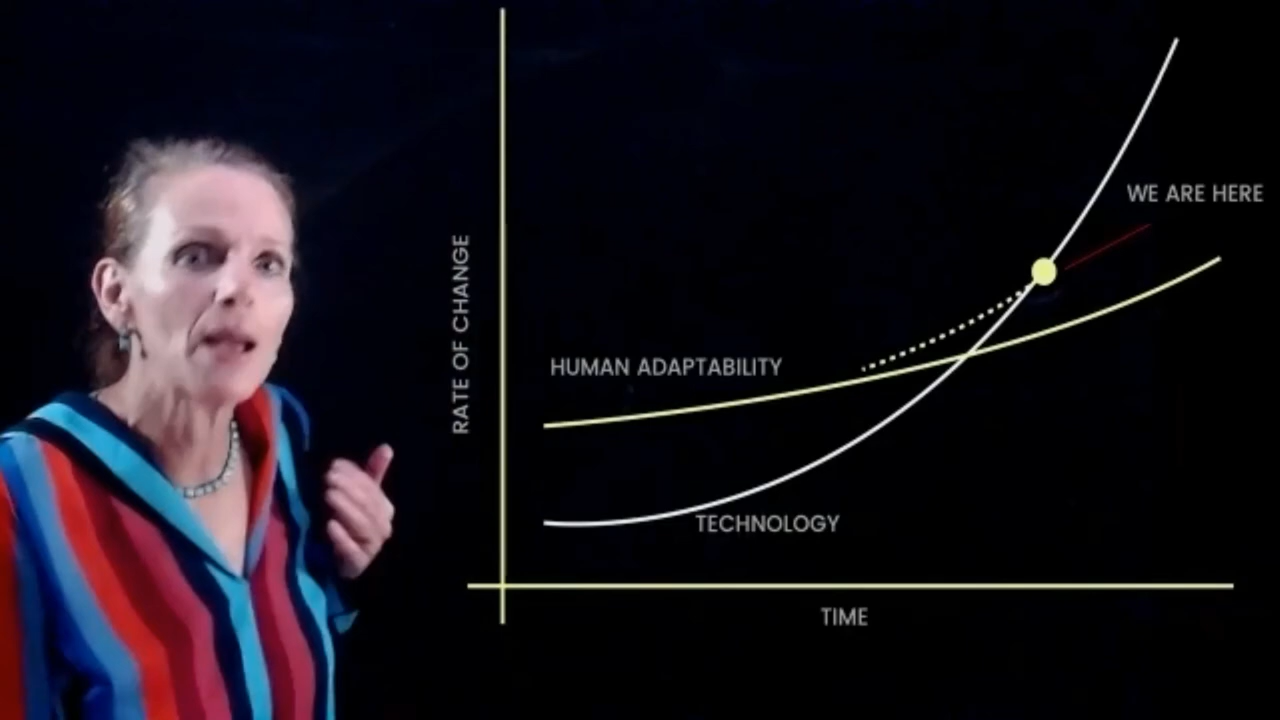 WE ARE HERE
RATE OF CHANGE
HUMAN ADAPTABILITY
TECHNOLOGY
TIME